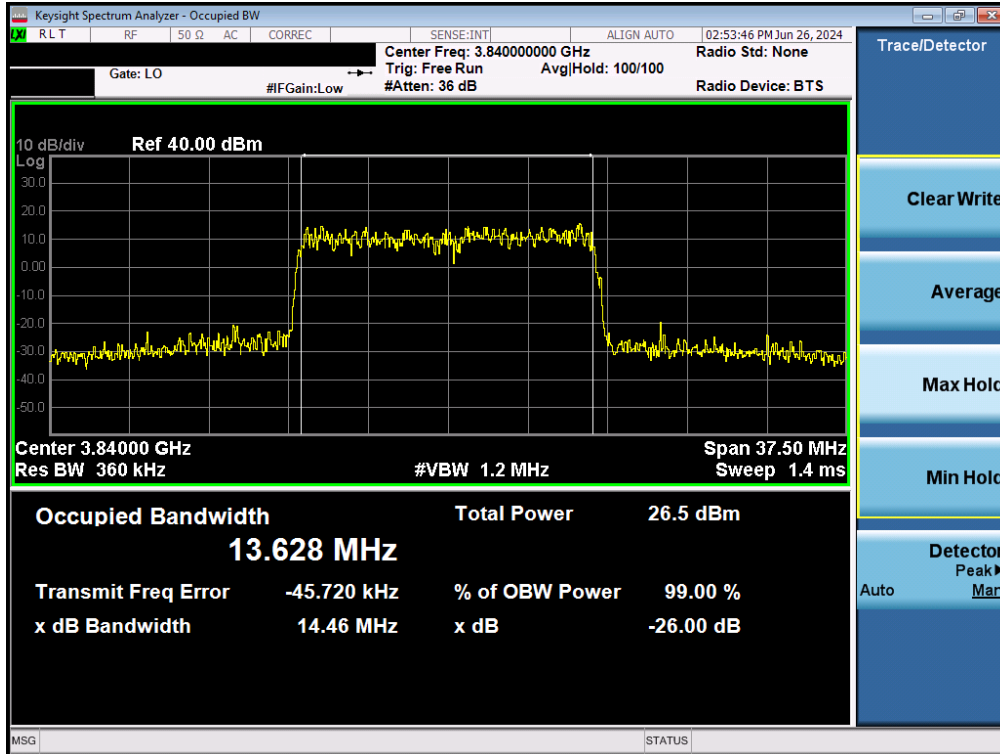 Keysight Spectrum Analyzer - Occupied BW
LXI RLT RF 50 Ω AC CORREC SENSE:INT ALIGN AUTO 02:53:46 PM Jun 26, 2024
Center Freq: 3.840000000 GHz Radio Std: None
Gate: LO Trig: Free Run Avg|Hold: 100/100
#IFGain:Low #Atten: 36 dB Radio Device: BTS
10 dB/div Ref 40.00 dBm
Log
30.0
20.0
10.0
0.00
-10.0
-20.0
-30.0
-40.0
-50.0
Center 3.84000 GHz Span 37.50 MHz
Res BW 360 kHz #VBW 1.2 MHz Sweep 1.4 ms
Occupied Bandwidth Total Power 26.5 dBm
13.628 MHz
Transmit Freq Error -45.720 kHz % of OBW Power 99.00 %
x dB Bandwidth 14.46 MHz x dB -26.00 dB
MSG STATUS
Trace/Detector
Clear Write
Average
Max Hold
Min Hold
Detector
Peak
Auto Man